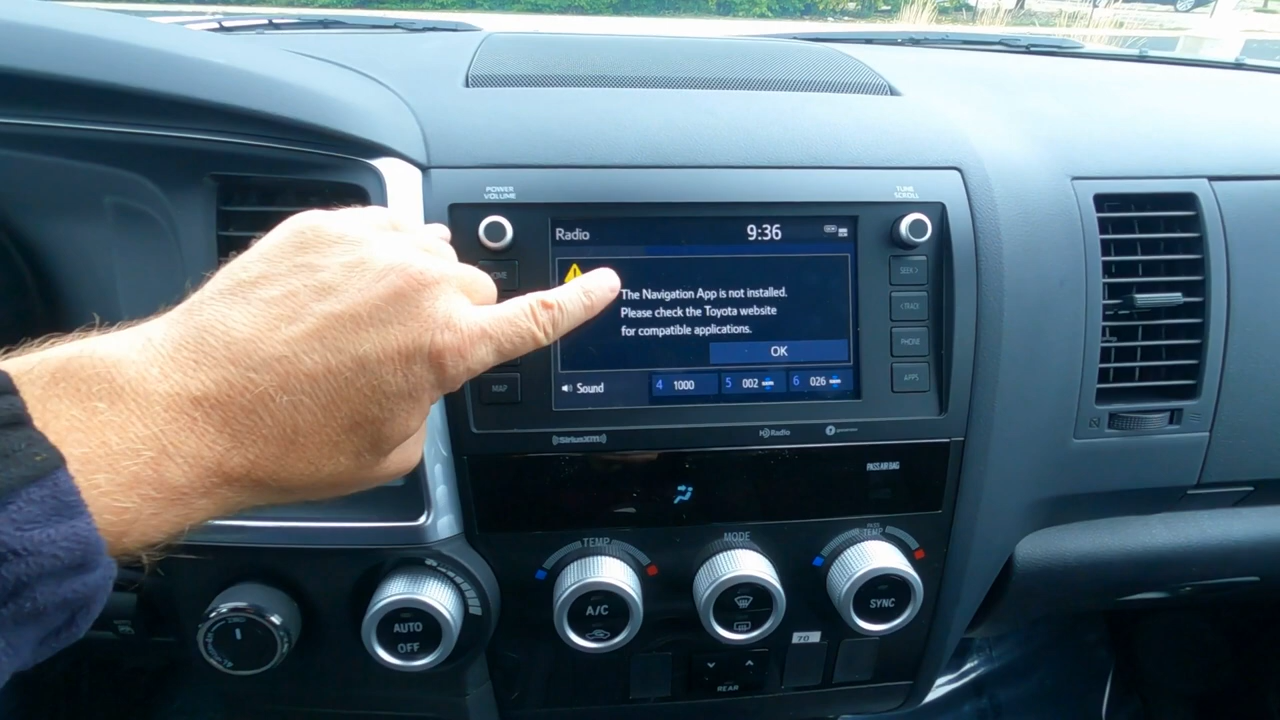 POWER
VOLUME
TUNE
SCROLL
Radio
9:36
HOME
SEEK >
The Navigation App is not installed.
Please check the Toyota website
for compatible applications.
< TRACK
PHONE
OK
MAP
Sound
4 1000
5 002
6 026
APPS
SiriusXM
HD Radio
PASS AIR BAG
TEMP
MODE
PASS
TEMP
A/C
SYNC
AUTO
OFF
70
REAR